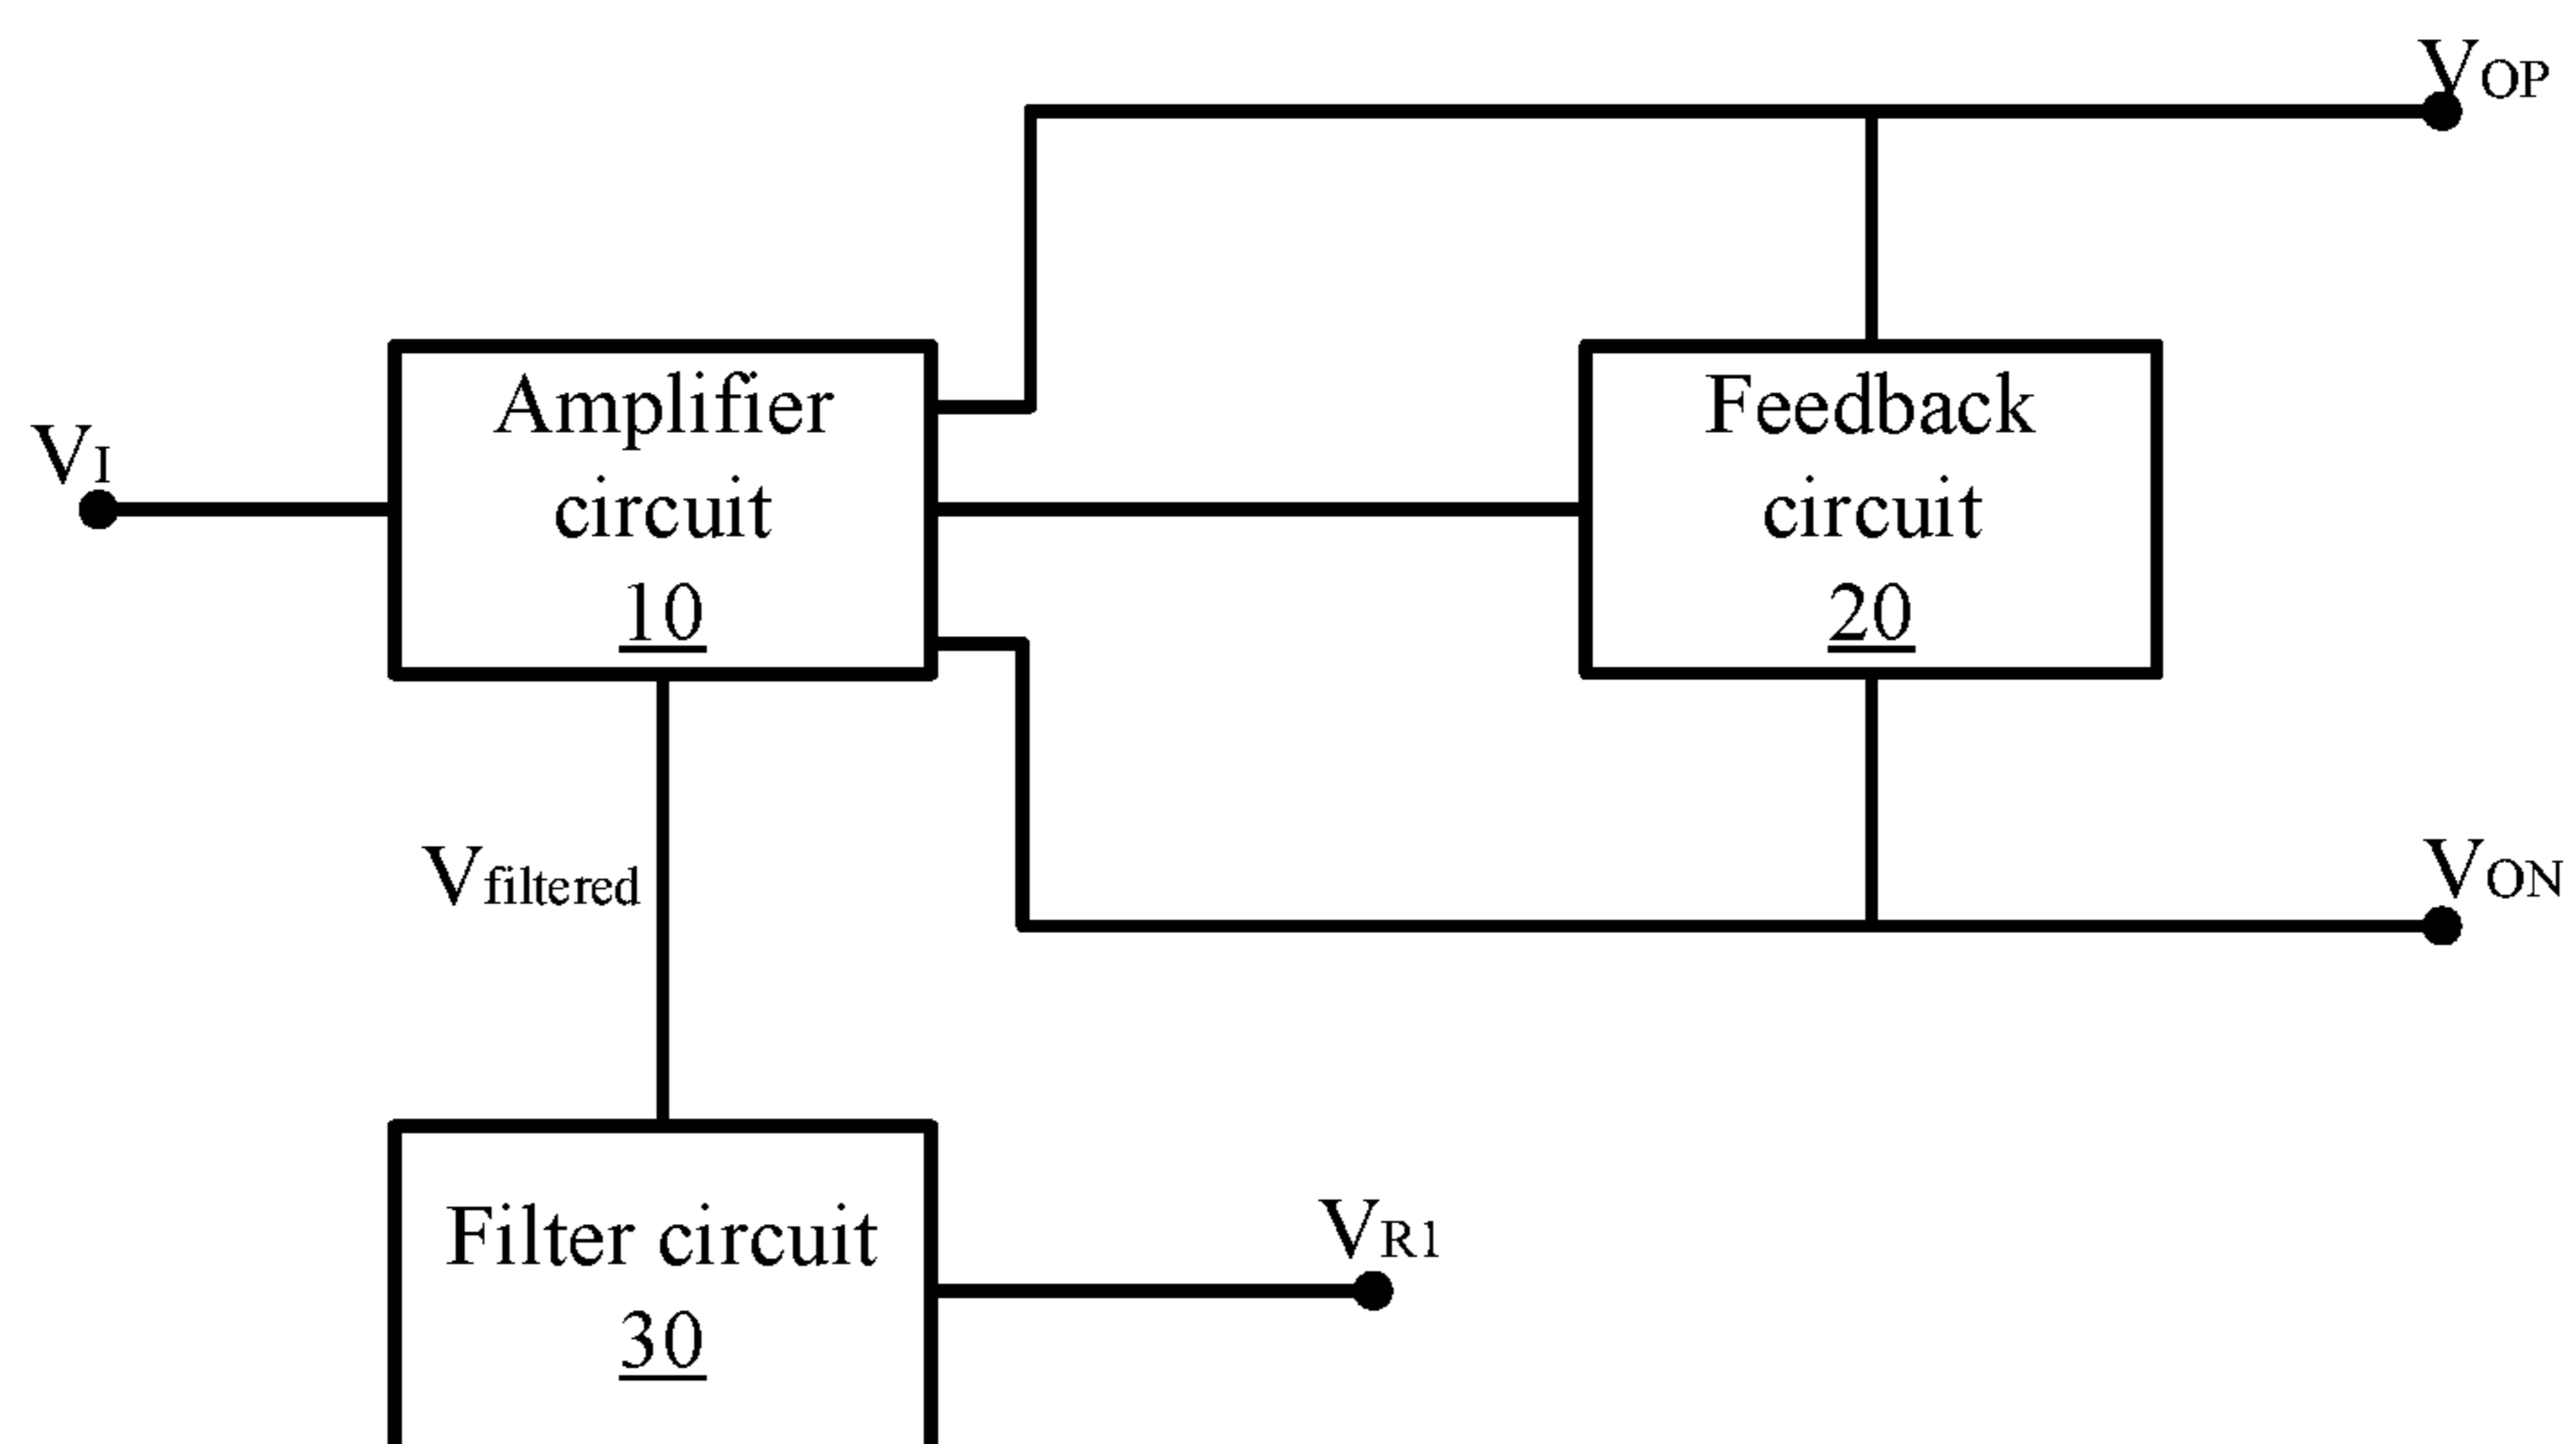 VOP
Amplifier
circuit
10
Feedback
circuit
20
VI
Vfiltered
VON
Filter circuit
30
VR1